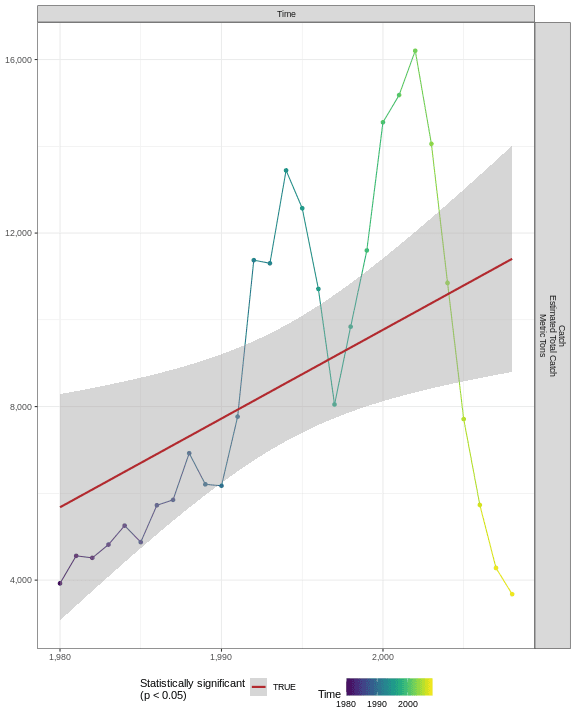 Time
16,000
12,000
8,000
4,000
Catch
Estimated Total Catch
Metric Tons
1,980
1,990
2,000
Statistically significant
(p < 0.05)
TRUE
Time
1980
1990
2000